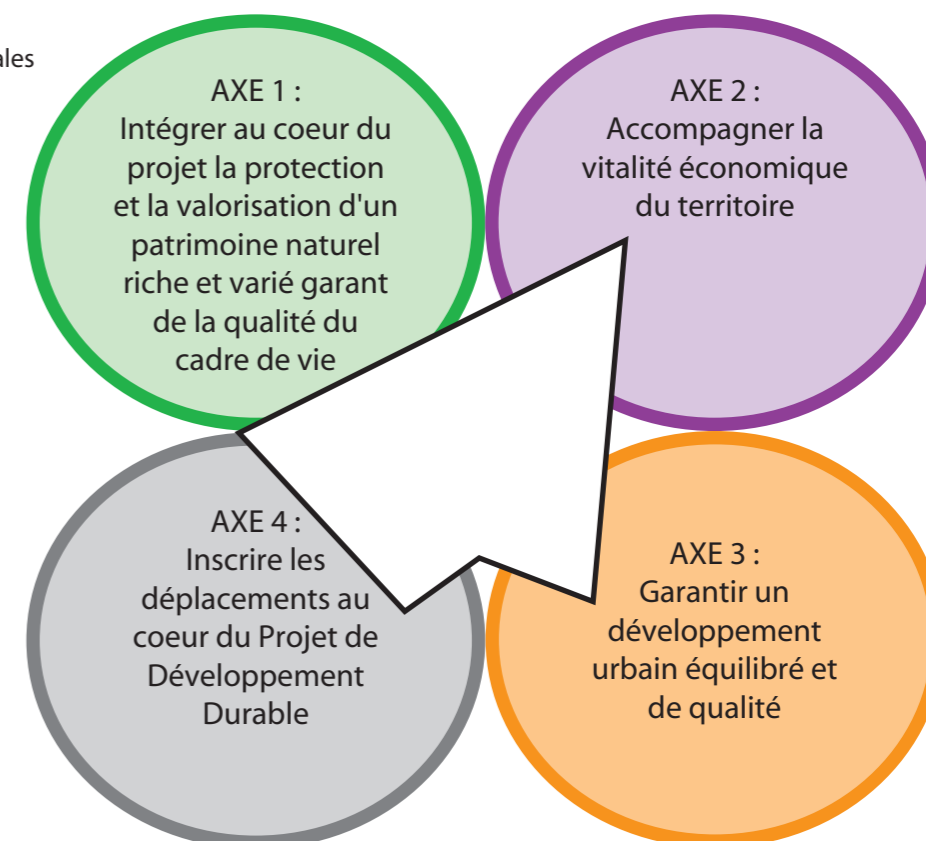 ales
AXE 1 :
Intégrer au coeur du
projet la protection
et la valorisation d'un
patrimoine naturel
riche et varié garant
de la qualité du
cadre de vie
AXE 2 :
Accompagner la
vitalité économique
du territoire
AXE 4 :
Inscrire les
déplacements au
coeur du Projet de
Développement
Durable
AXE 3 :
Garantir un
développement
urbain équilibré et
de qualité